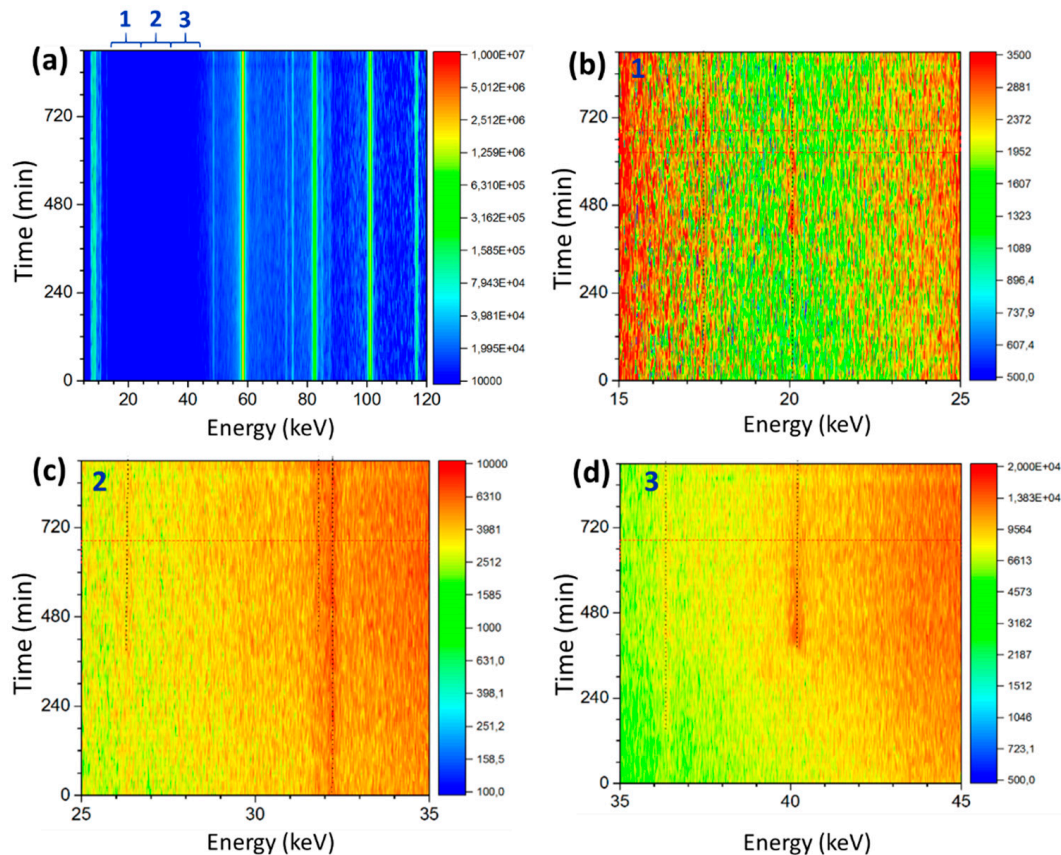 1 2 3
(a)
Time (min)
720
480
240
0
20 40 60 80 100 120
Energy (keV)
1,000E+07
5,012E+06
2,512E+06
1,259E+06
6,310E+05
3,162E+05
1,585E+05
7,943E+04
3,981E+04
1,995E+04
10000
(b)
1
Time (min)
720
480
240
0
15 20 25
Energy (keV)
3500
2881
2372
1952
1607
1323
1089
896,4
737,9
607,4
500,0
(c)
2
Time (min)
720
480
240
0
25 30 35
Energy (keV)
10000
6310
3981
2512
1585
1000
631,0
398,1
251,2
158,5
100,0
(d)
3
Time (min)
720
480
240
0
35 40 45
Energy (keV)
2,000E+04
1,383E+04
9564
6613
4573
3162
2187
1512
1046
723,1
500,0